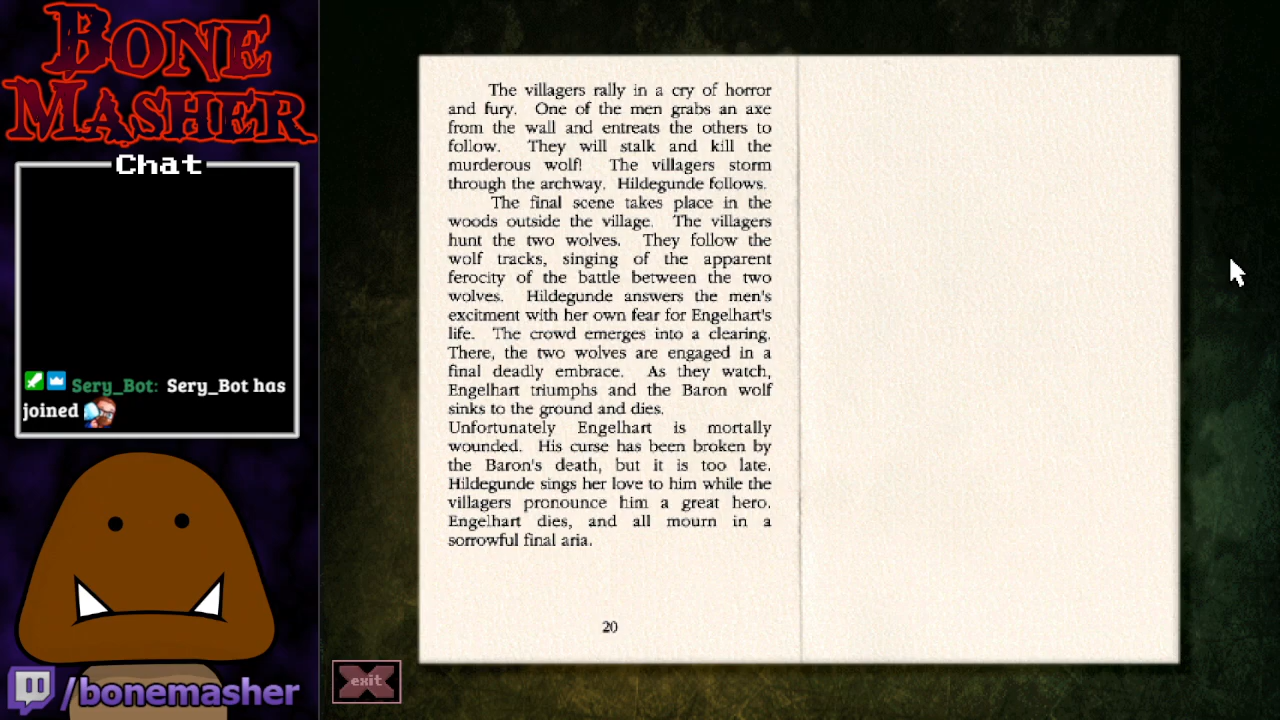 BONE
MASHER
Chat
Sery_Bot: Sery_Bot has
joined
/bonemasher
The villagers rally in a cry of horror
and fury. One of the men grabs an axe
from the wall and entreats the others to
follow. They will stalk and kill the
murderous wolf! The villagers storm
through the archway. Hildegunde follows.
The final scene takes place in the
woods outside the village. The villagers
hunt the two wolves. They follow the
wolf tracks, singing of the apparent
ferocity of the battle between the two
wolves. Hildegunde answers the men's
excitment with her own fear for Engelhart's
life. The crowd emerges into a clearing.
There, the two wolves are engaged in a
final deadly embrace. As they watch,
Engelhart triumphs and the Baron wolf
sinks to the ground and dies.
Unfortunately Engelhart is mortally
wounded. His curse has been broken by
the Baron's death, but it is too late.
Hildegunde sings her love to him while the
villagers pronounce him a great hero.
Engelhart dies, and all mourn in a
sorrowful final aria.
20
exit